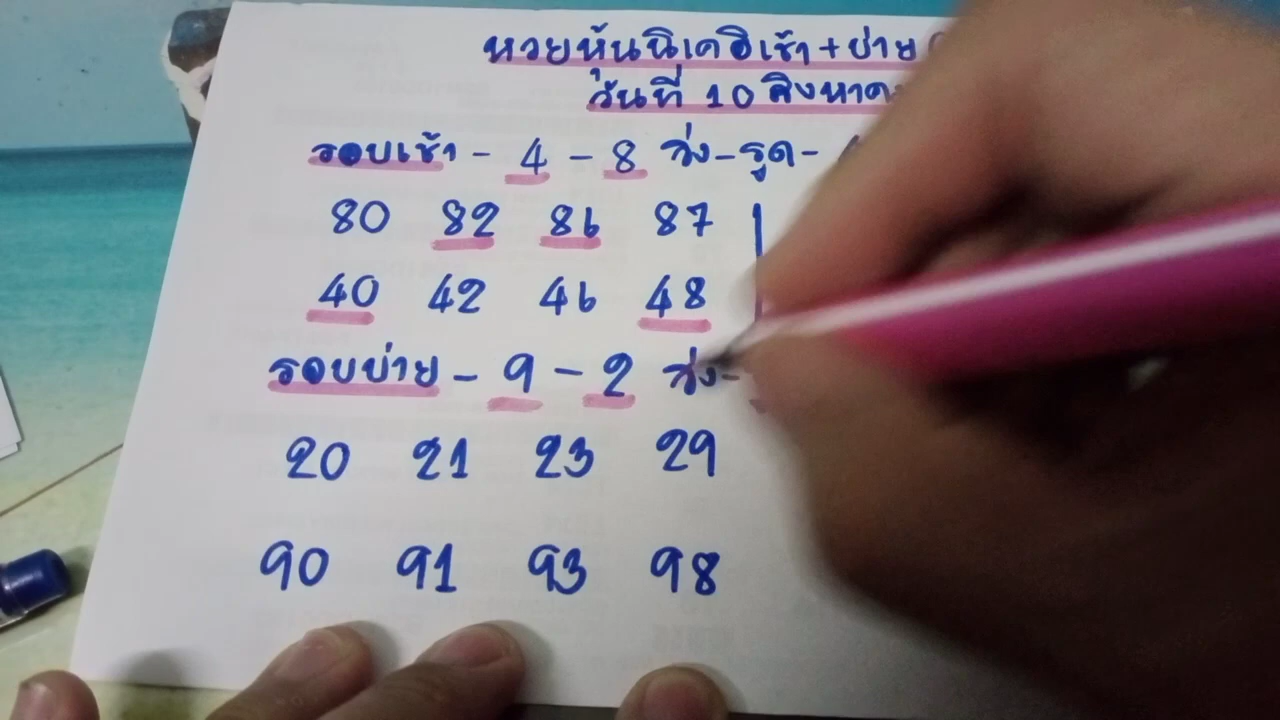 หวยหุ้นนิเคอิเช้า+บ่าย
วันที่ 10 สิงหาค
รอบเช้า - 4 - 8 วิ่ง - รูด -
80 82 86 87
40 42 46 48
รอบบ่าย - 9 - 2 วิ่ง -
20 21 23 29
90 91 93 98